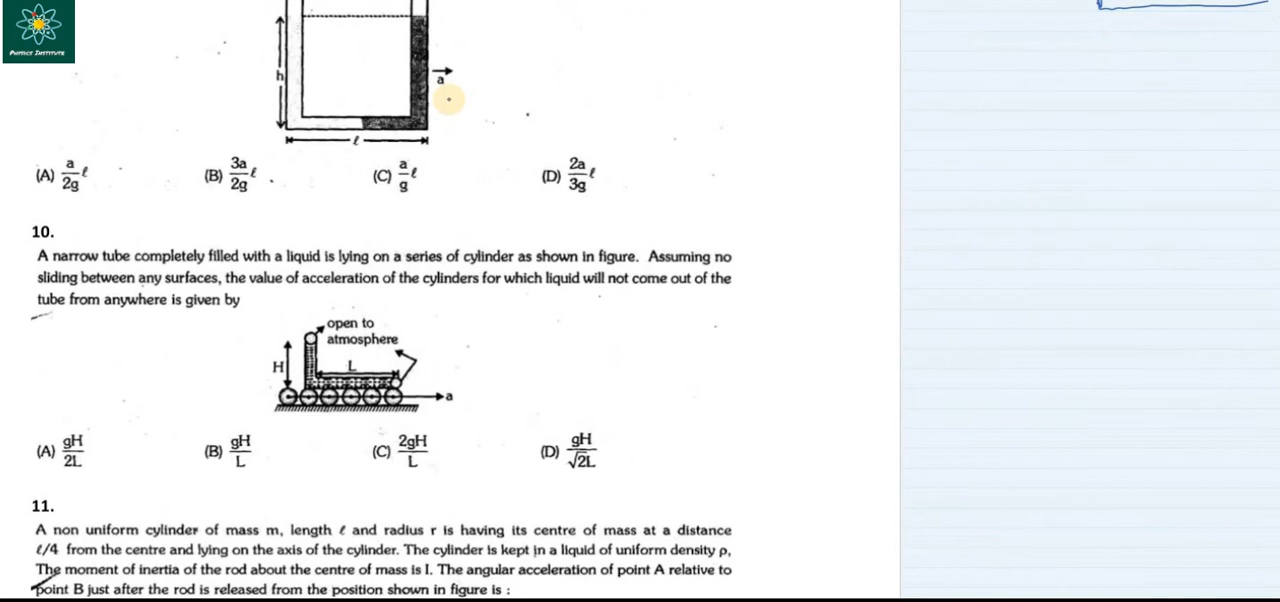 PHYSICS INSTITUTE
h
a
ℓ
(A) a/2g ℓ (B) 3a/2g ℓ (C) a/g ℓ (D) 2a/3g ℓ
10.
A narrow tube completely filled with a liquid is lying on a series of cylinder as shown in figure. Assuming no
sliding between any surfaces, the value of acceleration of the cylinders for which liquid will not come out of the
tube from anywhere is given by
open to
atmosphere
H
L
a
(A) gH/2L (B) gH/L (C) 2gH/L (D) gH/√2L
11.
A non uniform cylinder of mass m, length ℓ and radius r is having its centre of mass at a distance
ℓ/4 from the centre and lying on the axis of the cylinder. The cylinder is kept in a liquid of uniform density ρ,
The moment of inertia of the rod about the centre of mass is I. The angular acceleration of point A relative to
point B just after the rod is released from the position shown in figure is :